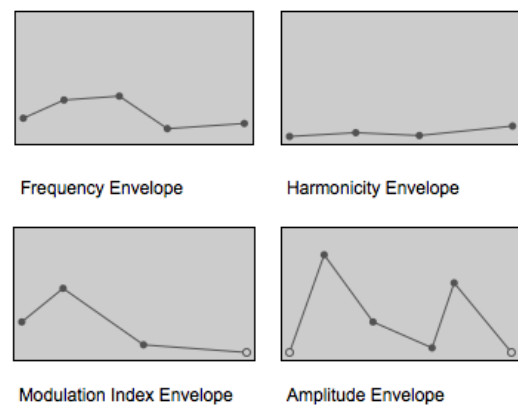 Frequency Envelope
Harmonicity Envelope
Modulation Index Envelope
Amplitude Envelope